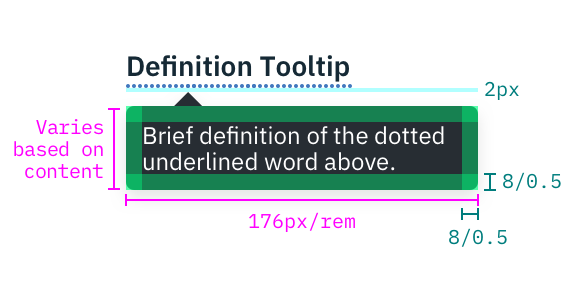 Definition Tooltip
2px
Varies
based on
content
Brief definition of the dotted
underlined word above.
8/0.5
176px/rem
8/0.5